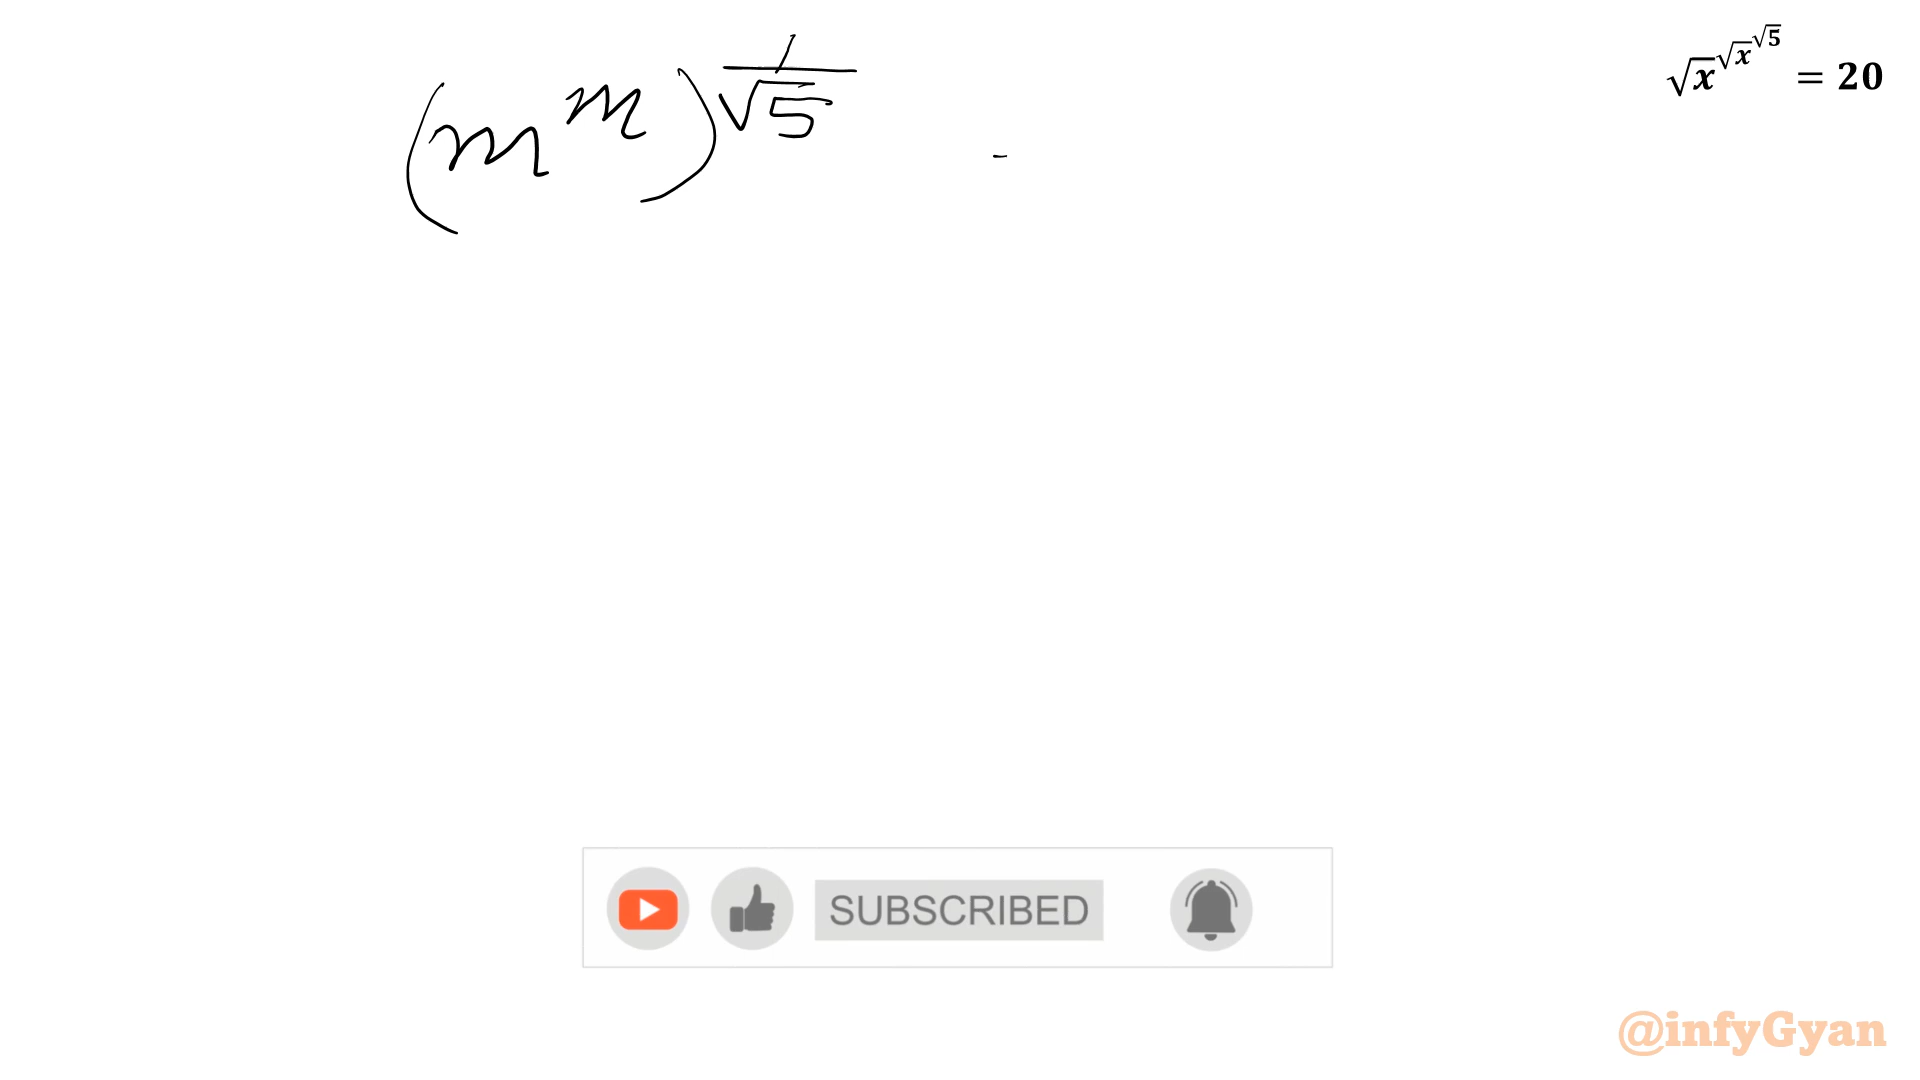 (m^m)^{1/√5} -
√x^{√x^{√5}} = 20
SUBSCRIBED
@infyGyan